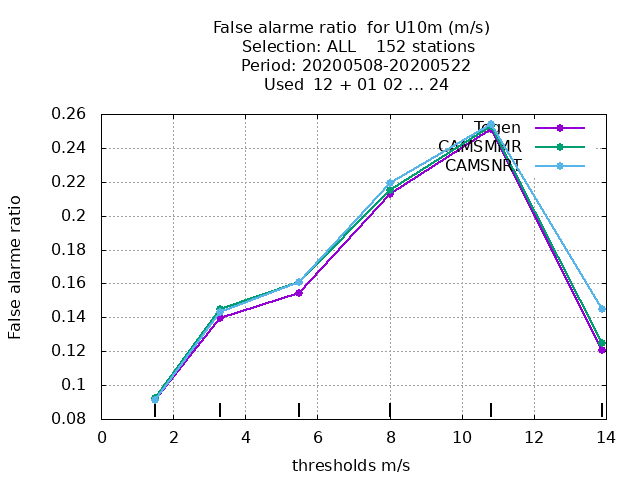 False alarme ratio  for U10m (m/s)
Selection: ALL    152 stations
Period: 20200508-20200522
Used  12 + 01 02 ... 24
False alarme ratio
0.26
0.24
0.22
0.2
0.18
0.16
0.14
0.12
0.1
0.08
Tegen
CAMSMMR
CAMSNRT
0 2 4 6 8 10 12 14
thresholds m/s